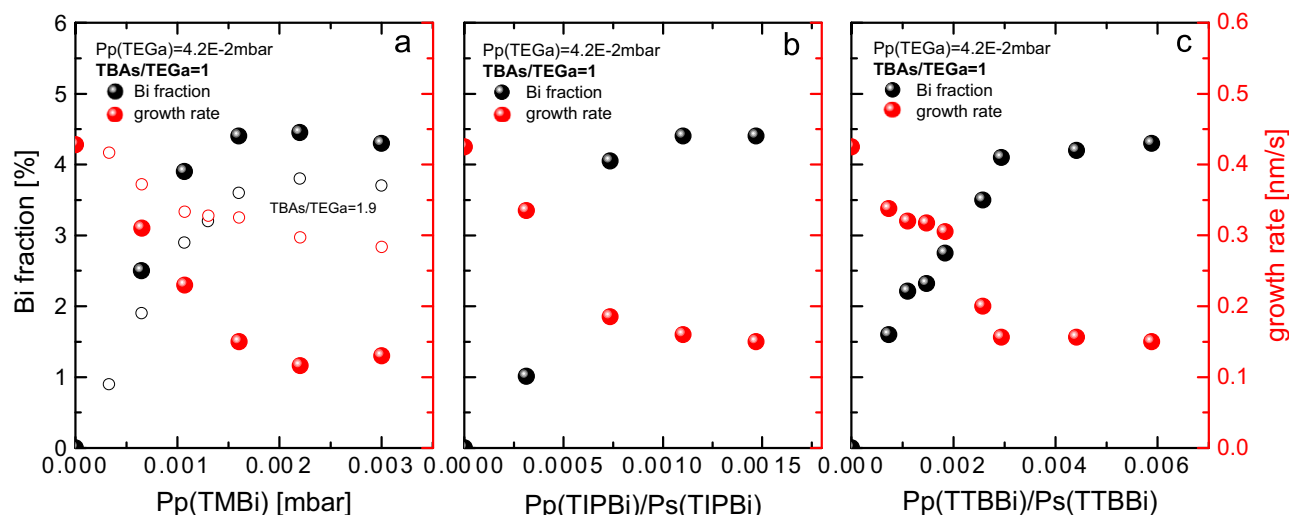 a
Pp(TEGa)=4.2E-2mbar
TBAs/TEGa=1
Bi fraction
growth rate
TBAs/TEGa=1.9
Bi fraction [%]
6
5
4
3
2
1
0
0.000 0.001 0.002 0.003
Pp(TMBi) [mbar]
b
Pp(TEGa)=4.2E-2mbar
TBAs/TEGa=1
Bi fraction
growth rate
0.0005 0.0010 0.0015
Pp(TIPBi)/Ps(TIPBi)
c
Pp(TEGa)=4.2E-2mbar
TBAs/TEGa=1
Bi fraction
growth rate
0.000 0.002 0.004 0.006
Pp(TTBBi)/Ps(TTBBi)
0.6
0.5
0.4
0.3
0.2
0.1
0.0
growth rate [nm/s]